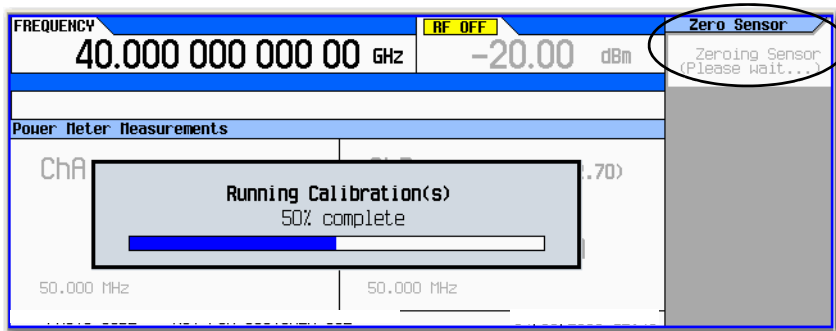 FREQUENCY
40.000 000 000 00 GHz
RF OFF
-20.00 dBm
Zero Sensor
Zeroing Sensor
(Please wait...)
Power Meter Measurements
ChA
.70)
Running Calibration(s)
50% complete
50.000 MHz
50.000 MHz